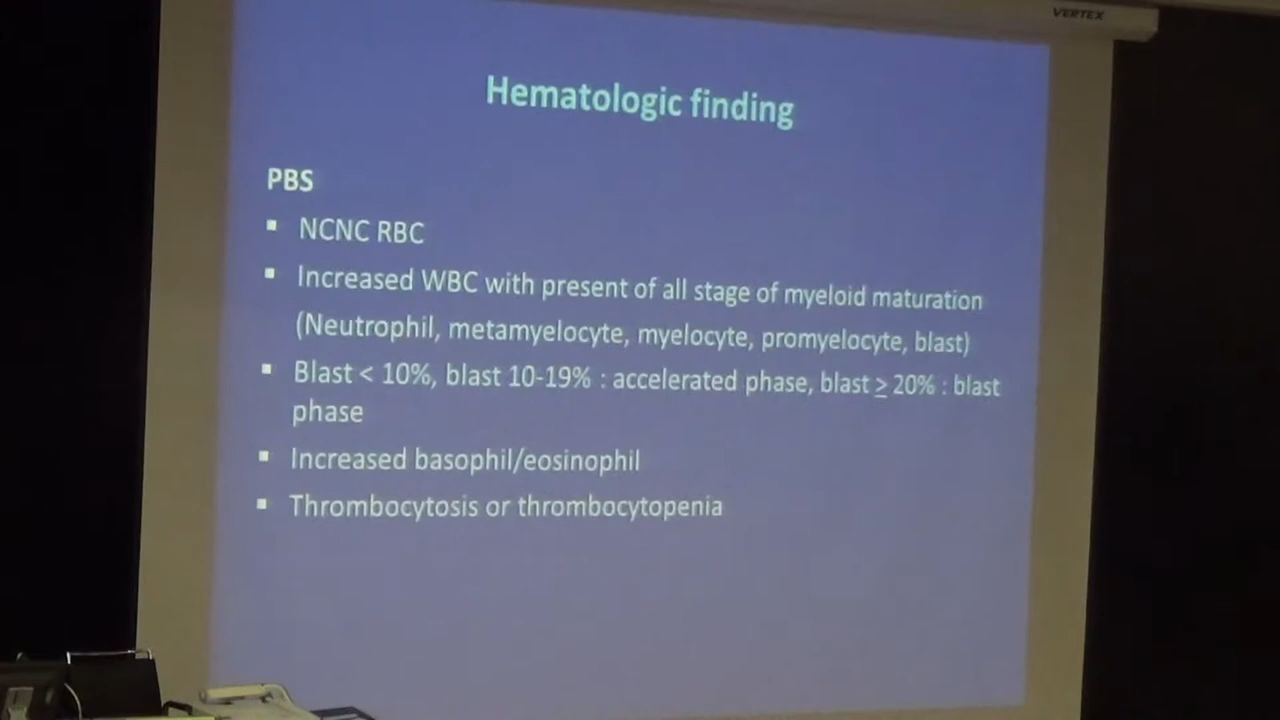 VERTEX
Hematologic finding
PBS
▪ NCNC RBC
▪ Increased WBC with present of all stage of myeloid maturation
(Neutrophil, metamyelocyte, myelocyte, promyelocyte, blast)
▪ Blast < 10%, blast 10-19% : accelerated phase, blast ≥ 20% : blast
phase
▪ Increased basophil/eosinophil
▪ Thrombocytosis or thrombocytopenia